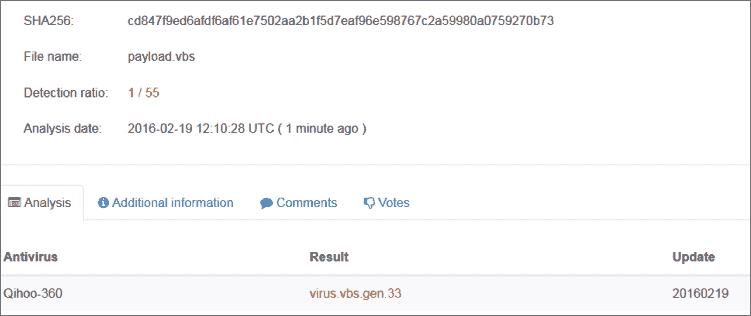 SHA256: cd847f9ed6afdf6af61e7502aa2b1f5d7eaf96e598767c2a59980a0759270b73
File name: payload.vbs
Detection ratio: 1 / 55
Analysis date: 2016-02-19 12:10:28 UTC ( 1 minute ago )
Analysis Additional information Comments Votes
Antivirus Result Update
Qihoo-360 virus.vbs.gen.33 20160219